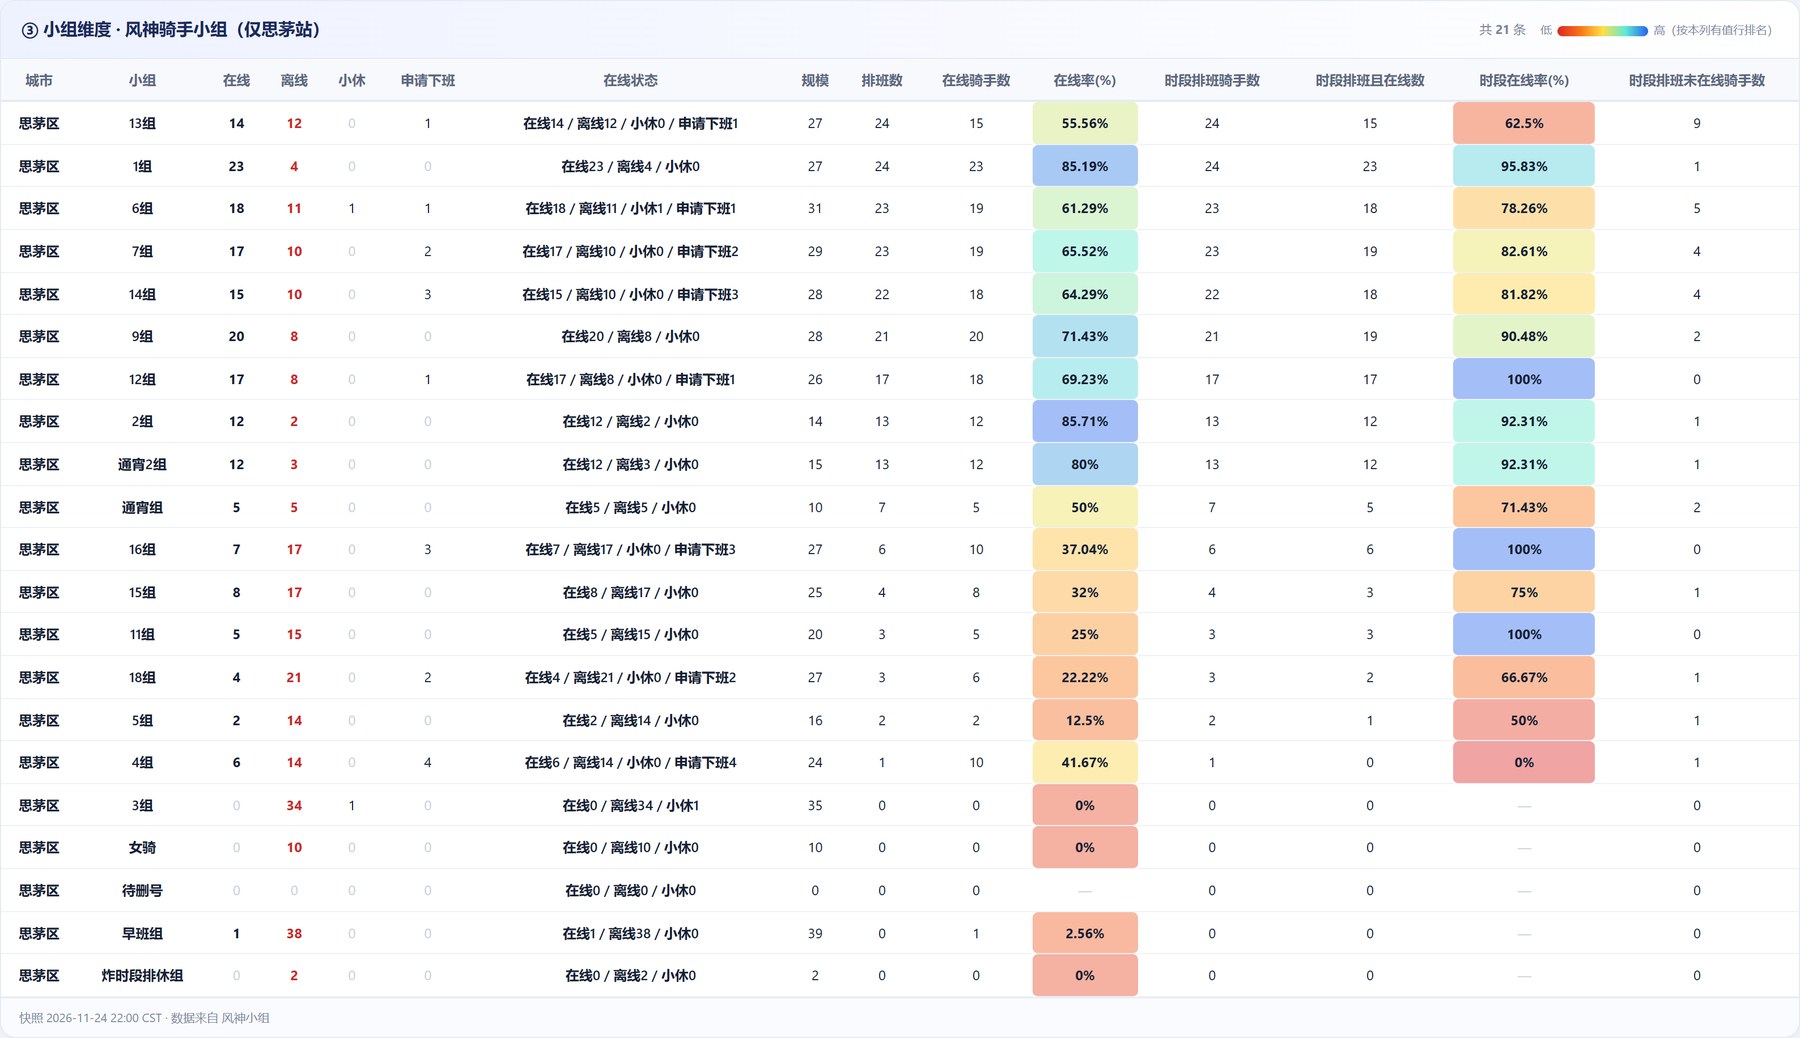 ③ 小组维度 · 风神骑手小组（仅思茅站）
共 21 条 低 高 (按本列有值行排名)
城市 小组 在线 离线 小休 申请下班 在线状态 规模 排班数 在线骑手数 在线率(%) 时段排班骑手数 时段排班且在线数 时段在线率(%) 时段排班未在线骑手数
思茅区 13组 14 12 0 1 在线14 / 离线12 / 小休0 / 申请下班1 27 24 15 55.56% 24 15 62.5% 9
思茅区 1组 23 4 0 0 在线23 / 离线4 / 小休0 27 24 23 85.19% 24 23 95.83% 1
思茅区 6组 18 11 1 1 在线18 / 离线11 / 小休1 / 申请下班1 31 23 19 61.29% 23 18 78.26% 5
思茅区 7组 17 10 0 2 在线17 / 离线10 / 小休0 / 申请下班2 29 23 19 65.52% 23 19 82.61% 4
思茅区 14组 15 10 0 3 在线15 / 离线10 / 小休0 / 申请下班3 28 22 18 64.29% 22 18 81.82% 4
思茅区 9组 20 8 0 0 在线20 / 离线8 / 小休0 28 21 20 71.43% 21 19 90.48% 2
思茅区 12组 17 8 0 1 在线17 / 离线8 / 小休0 / 申请下班1 26 17 18 69.23% 17 17 100% 0
思茅区 2组 12 2 0 0 在线12 / 离线2 / 小休0 14 13 12 85.71% 13 12 92.31% 1
思茅区 通宵2组 12 3 0 0 在线12 / 离线3 / 小休0 15 13 12 80% 13 12 92.31% 1
思茅区 通宵组 5 5 0 0 在线5 / 离线5 / 小休0 10 7 5 50% 7 5 71.43% 2
思茅区 16组 7 17 0 3 在线7 / 离线17 / 小休0 / 申请下班3 27 6 10 37.04% 6 6 100% 0
思茅区 15组 8 17 0 0 在线8 / 离线17 / 小休0 25 4 8 32% 4 3 75% 1
思茅区 11组 5 15 0 0 在线5 / 离线15 / 小休0 20 3 5 25% 3 3 100% 0
思茅区 18组 4 21 0 2 在线4 / 离线21 / 小休0 / 申请下班2 27 3 6 22.22% 3 2 66.67% 1
思茅区 5组 2 14 0 0 在线2 / 离线14 / 小休0 16 2 2 12.5% 2 1 50% 1
思茅区 4组 6 14 0 4 在线6 / 离线14 / 小休0 / 申请下班4 24 1 10 41.67% 1 0 0% 1
思茅区 3组 0 34 1 0 在线0 / 离线34 / 小休1 35 0 0 0% 0 0 — 0
思茅区 女骑 0 10 0 0 在线0 / 离线10 / 小休0 10 0 0 0% 0 0 — 0
思茅区 待删号 0 0 0 0 在线0 / 离线0 / 小休0 0 0 0 — 0 0 — 0
思茅区 早班组 1 38 0 0 在线1 / 离线38 / 小休0 39 0 1 2.56% 0 0 — 0
思茅区 炸时段排休组 0 2 0 0 在线0 / 离线2 / 小休0 2 0 0 0% 0 0 — 0
快照 2026-11-24 22:00 CST · 数据来自 风神小组